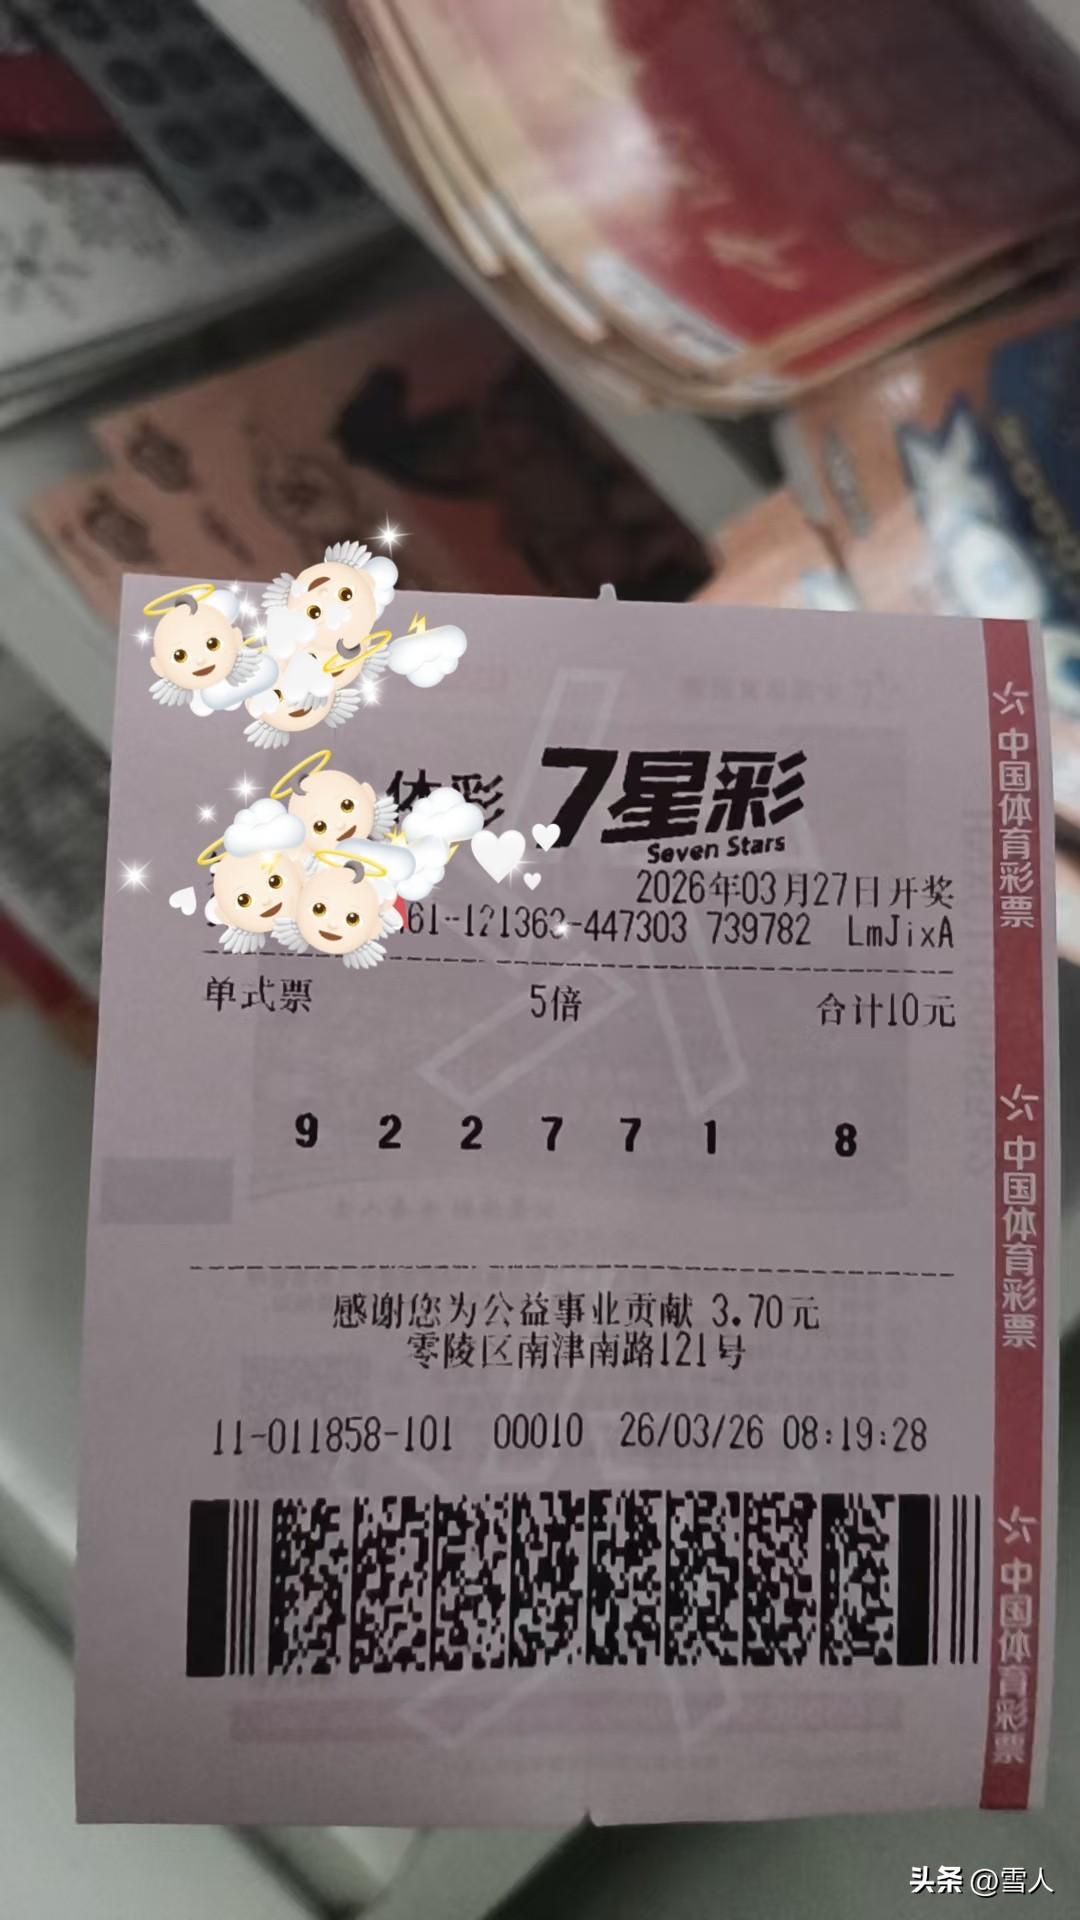 体彩 7星彩
Seven Stars
2026年03月27日开奖
61-121363-447303 739782 LmJixA
单式票 5倍 合计10元
9 2 2 7 7 1 8
感谢您为公益事业贡献 3.70元
零陵区南津南路121号
11-011858-101 00010 26/03/26 08:19:28
中国体育彩票
中国体育彩票
中国体育彩票
头条 @雪人